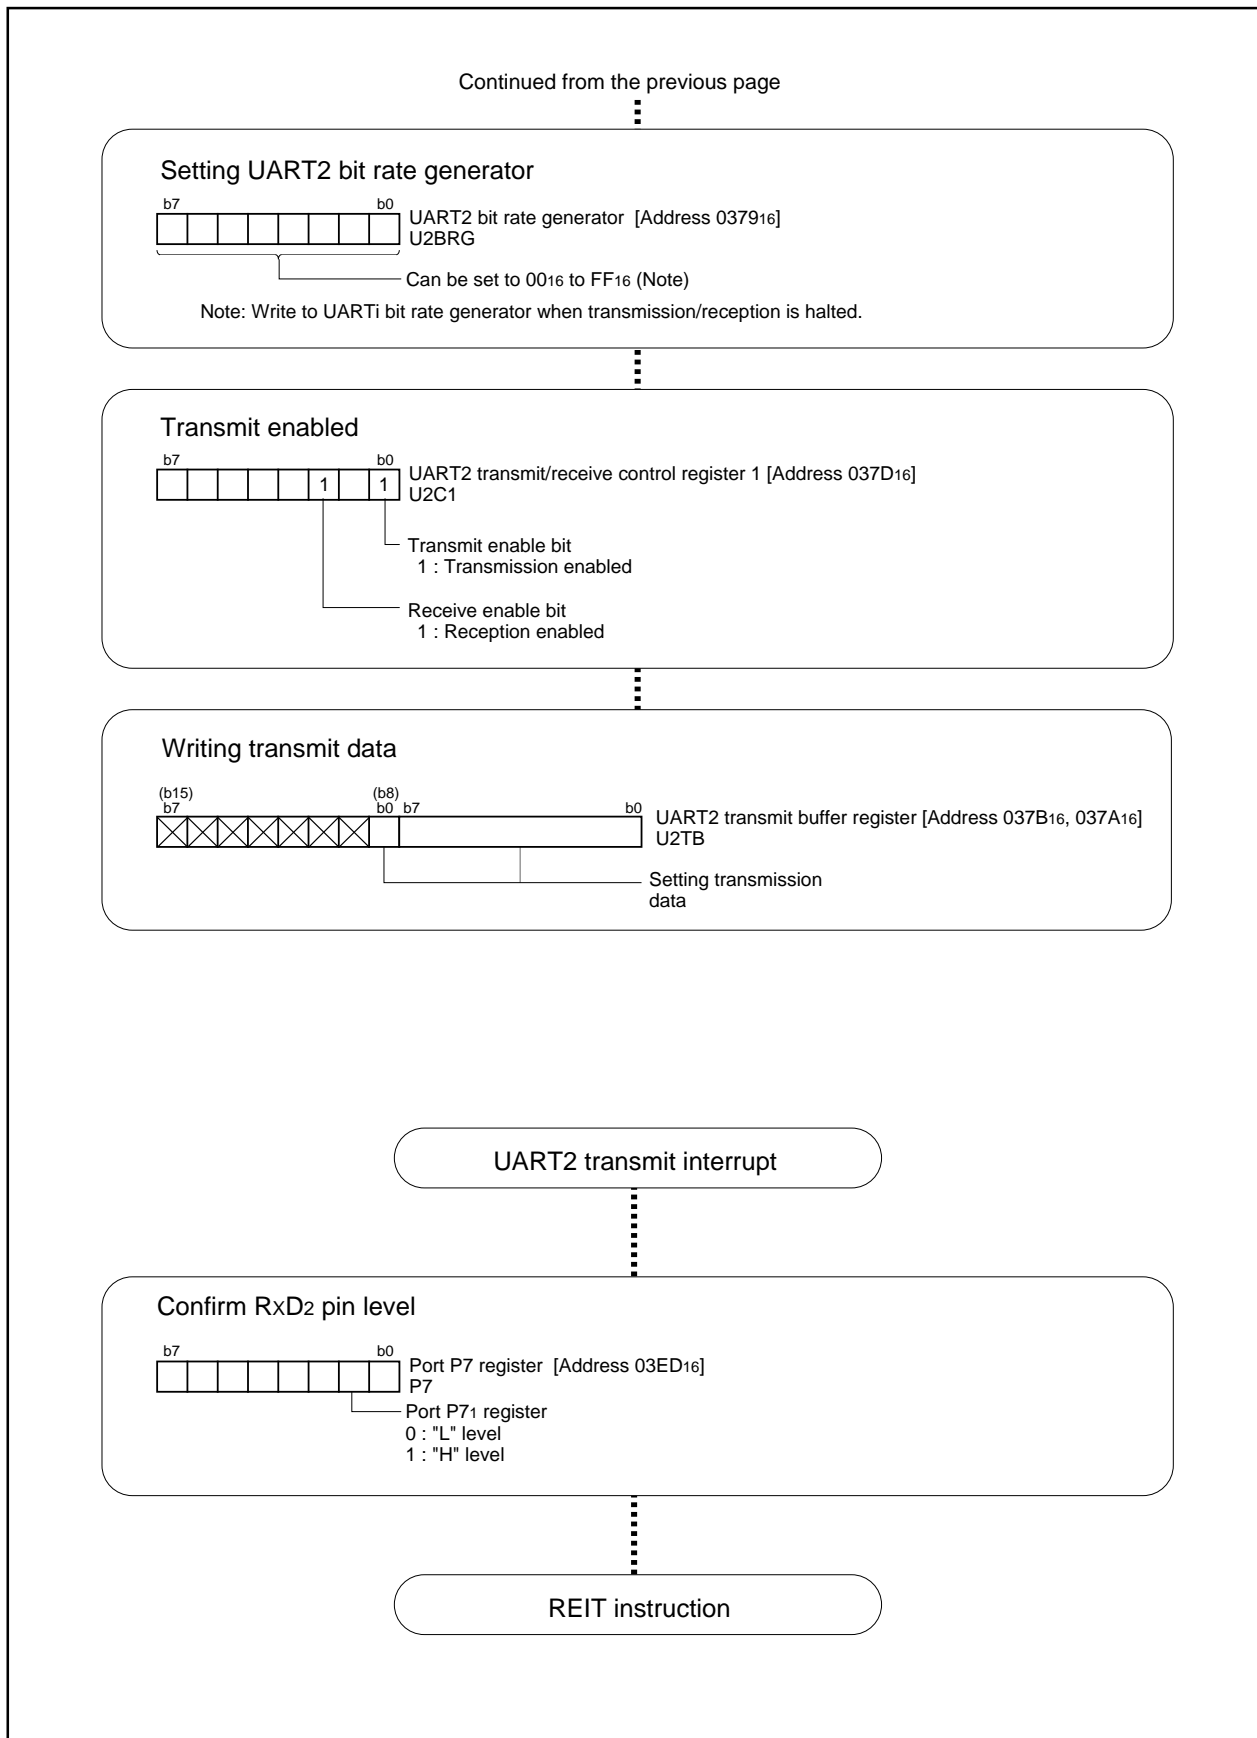 Continued from the previous page
Setting UART2 bit rate generator
b7 b0
UART2 bit rate generator [Address 037916]
U2BRG
Can be set to 0016 to FF16 (Note)
Note: Write to UARTi bit rate generator when transmission/reception is halted.
Transmit enabled
b7 b0
1 1
UART2 transmit/receive control register 1 [Address 037D16]
U2C1
Transmit enable bit
1 : Transmission enabled
Receive enable bit
1 : Reception enabled
Writing transmit data
(b15) (b8)
b7 b0 b7 b0
UART2 transmit buffer register [Address 037B16, 037A16]
U2TB
Setting transmission
data
UART2 transmit interrupt
Confirm RxD2 pin level
b7 b0
Port P7 register [Address 03ED16]
P7
Port P71 register
0 : "L" level
1 : "H" level
REIT instruction